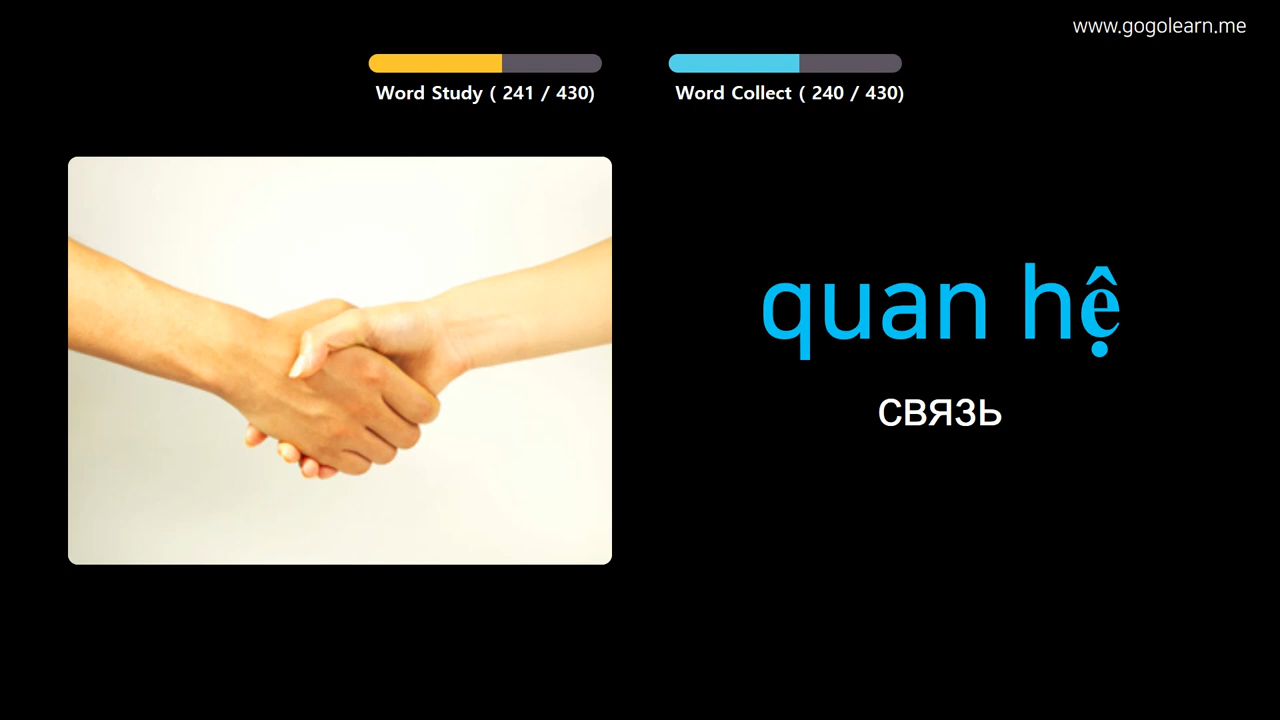 www.gogolearn.me
Word Study ( 241 / 430)
Word Collect ( 240 / 430)
quan hệ
связь